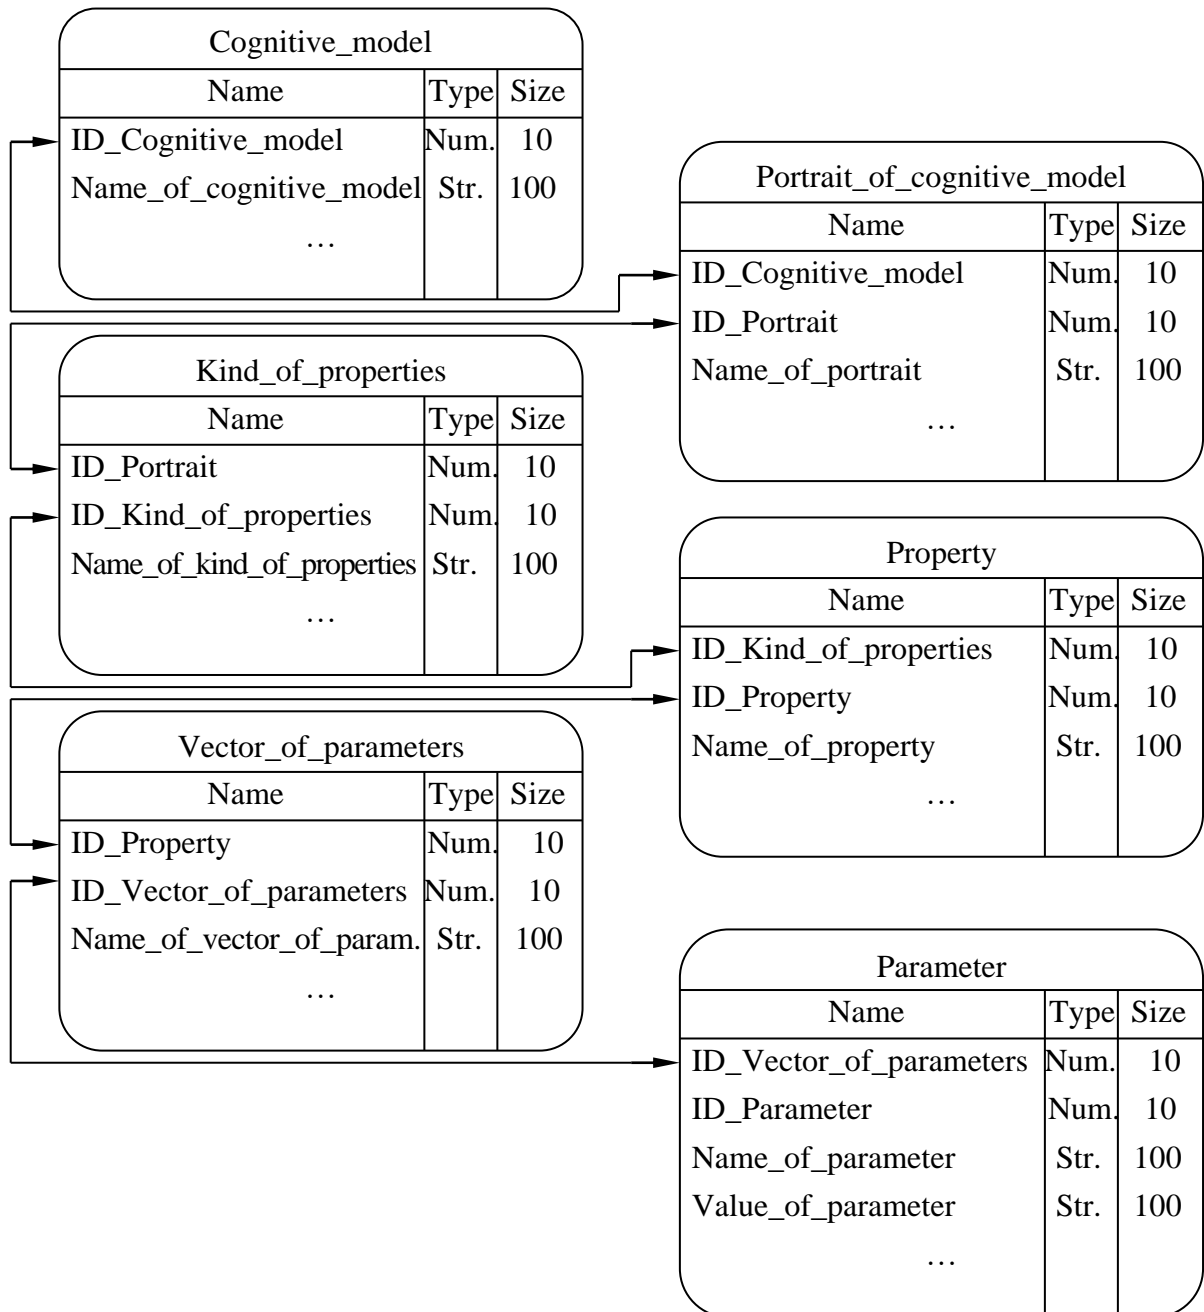 Cognitive_model
Name Type Size
ID_Cognitive_model Num. 10
Name_of_cognitive_model Str. 100
…
Portrait_of_cognitive_model
Name Type Size
ID_Cognitive_model Num. 10
ID_Portrait Num. 10
Name_of_portrait Str. 100
…
Kind_of_properties
Name Type Size
ID_Portrait Num. 10
ID_Kind_of_properties Num. 10
Name_of_kind_of_properties Str. 100
…
Property
Name Type Size
ID_Kind_of_properties Num. 10
ID_Property Num. 10
Name_of_property Str. 100
…
Vector_of_parameters
Name Type Size
ID_Property Num. 10
ID_Vector_of_parameters Num. 10
Name_of_vector_of_param. Str. 100
…
Parameter
Name Type Size
ID_Vector_of_parameters Num. 10
ID_Parameter Num. 10
Name_of_parameter Str. 100
Value_of_parameter Str. 100
…